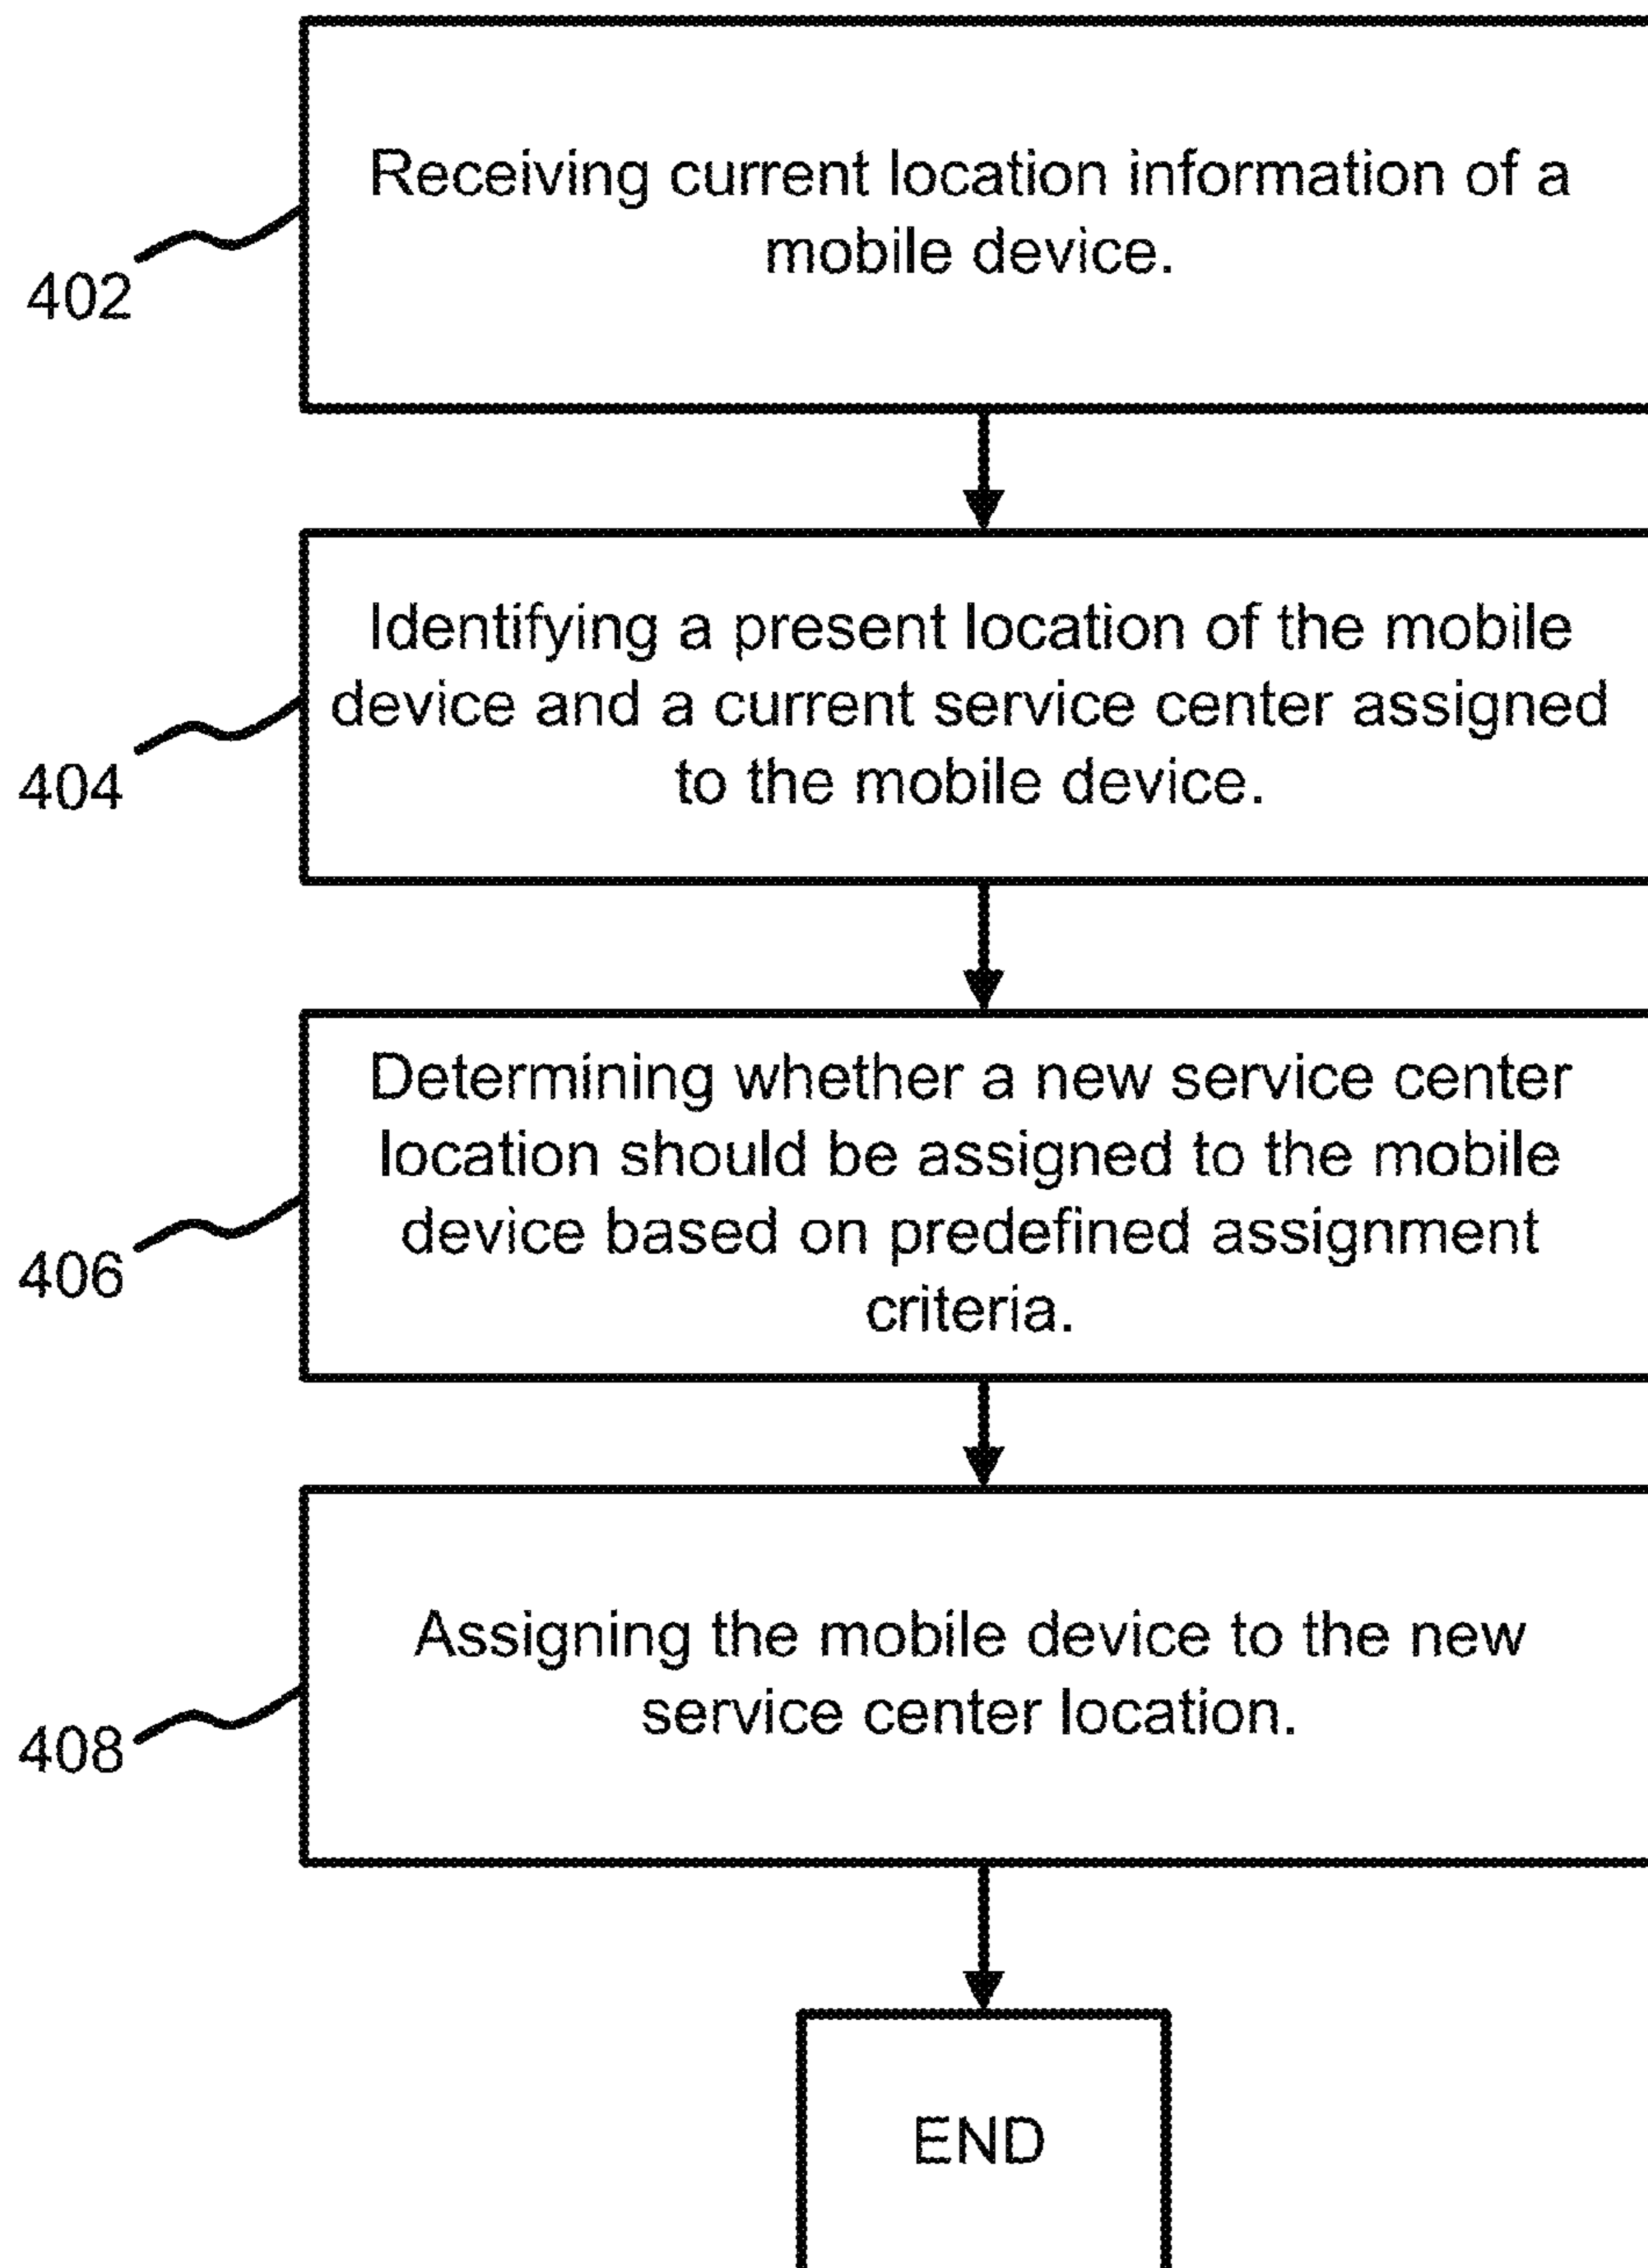 Receiving current location information of a
mobile device.
402
Identifying a present location of the mobile
device and a current service center assigned
to the mobile device.
404
Determining whether a new service center
location should be assigned to the mobile
device based on predefined assignment
criteria.
406
Assigning the mobile device to the new
service center location.
408
END